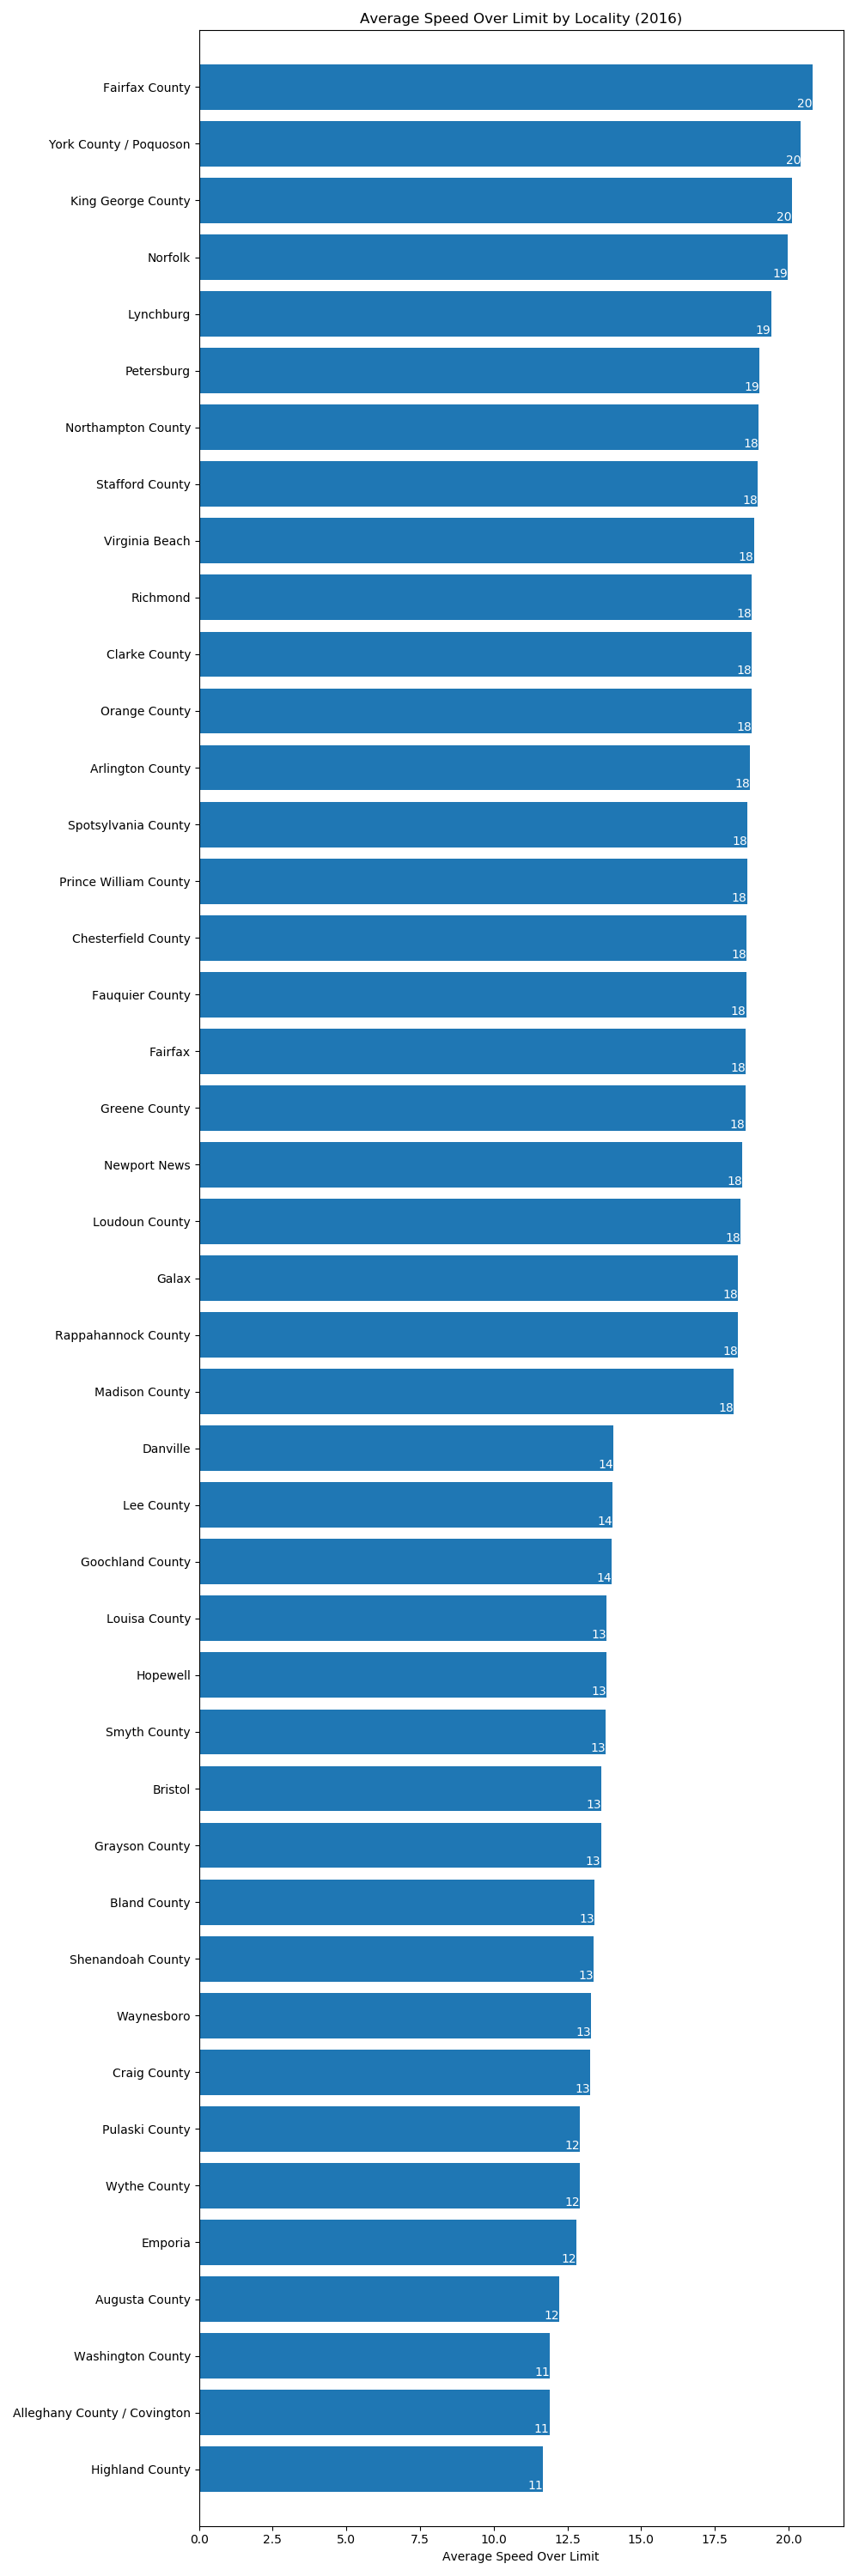 Average Speed Over Limit by Locality (2016)
Fairfax County 20
York County / Poquoson 20
King George County 20
Norfolk 19
Lynchburg 19
Petersburg 19
Northampton County 18
Stafford County 18
Virginia Beach 18
Richmond 18
Clarke County 18
Orange County 18
Arlington County 18
Spotsylvania County 18
Prince William County 18
Chesterfield County 18
Fauquier County 18
Fairfax 18
Greene County 18
Newport News 18
Loudoun County 18
Galax 18
Rappahannock County 18
Madison County 18
Danville 14
Lee County 14
Goochland County 14
Louisa County 13
Hopewell 13
Smyth County 13
Bristol 13
Grayson County 13
Bland County 13
Shenandoah County 13
Waynesboro 13
Craig County 13
Pulaski County 12
Wythe County 12
Emporia 12
Augusta County 12
Washington County 11
Alleghany County / Covington 11
Highland County 11
0.0 2.5 5.0 7.5 10.0 12.5 15.0 17.5 20.0
Average Speed Over Limit